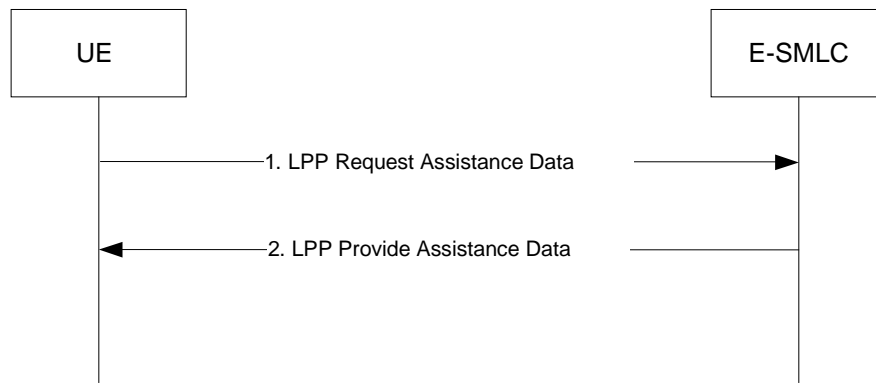 UE
E-SMLC
1. LPP Request Assistance Data
2. LPP Provide Assistance Data